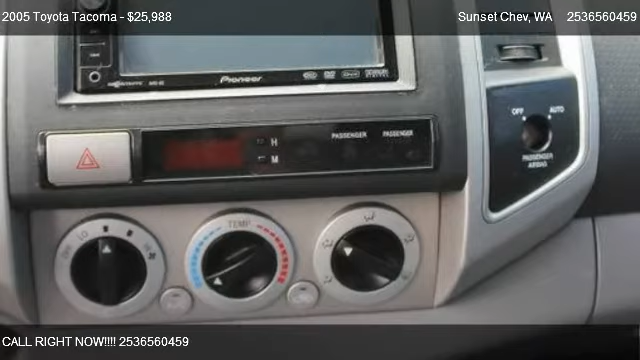 2005 Toyota Tacoma - $25,988
Sunset Chev, WA 2536560459
Pioneer
H
PASSENGER PASSENGER
M
OFF AUTO
PASSENGER
AIRBAG
TEMP
LO
CALL RIGHT NOW!!!! 2536560459